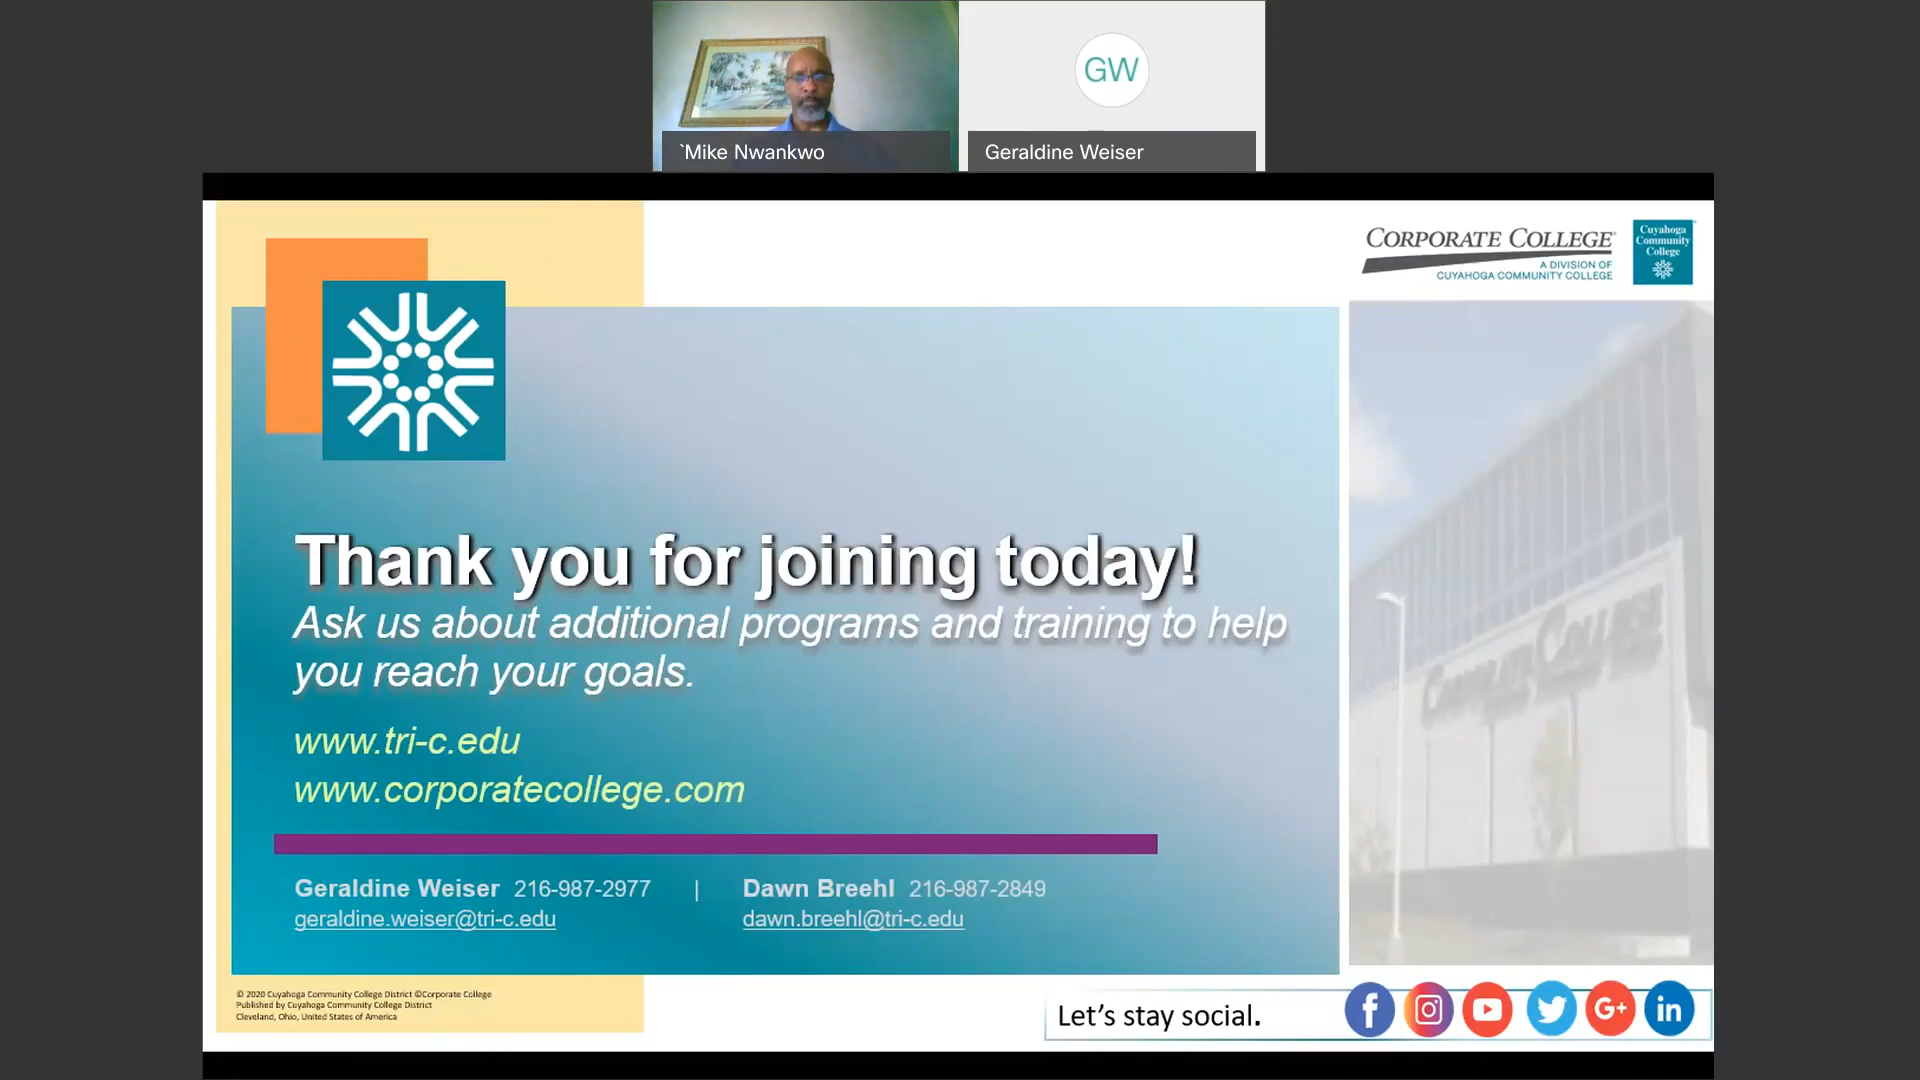 `Mike Nwankwo
GW
Geraldine Weiser
CORPORATE COLLEGE®
A DIVISION OF
CUYAHOGA COMMUNITY COLLEGE
Cuyahoga
Community
College
Corporate College
Thank you for joining today!
Ask us about additional programs and training to help
you reach your goals.
www.tri-c.edu
www.corporatecollege.com
Geraldine Weiser 216-987-2977 | Dawn Breehl 216-987-2849
geraldine.weiser@tri-c.edu dawn.breehl@tri-c.edu
© 2020 Cuyahoga Community College District ©Corporate College
Published by Cuyahoga Community College District
Cleveland, Ohio, United States of America
Let’s stay social.
f
G+
in